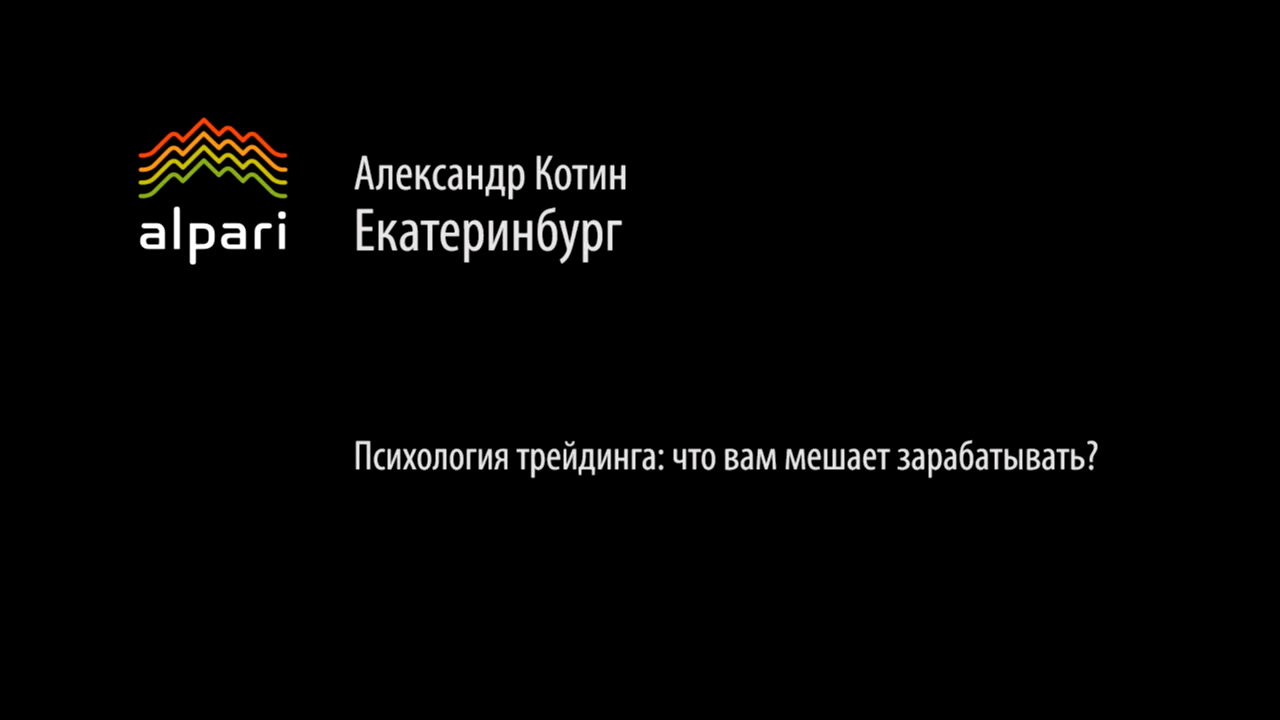 alpari
Александр Котин
Екатеринбург
Психология трейдинга: что вам мешает зарабатывать?